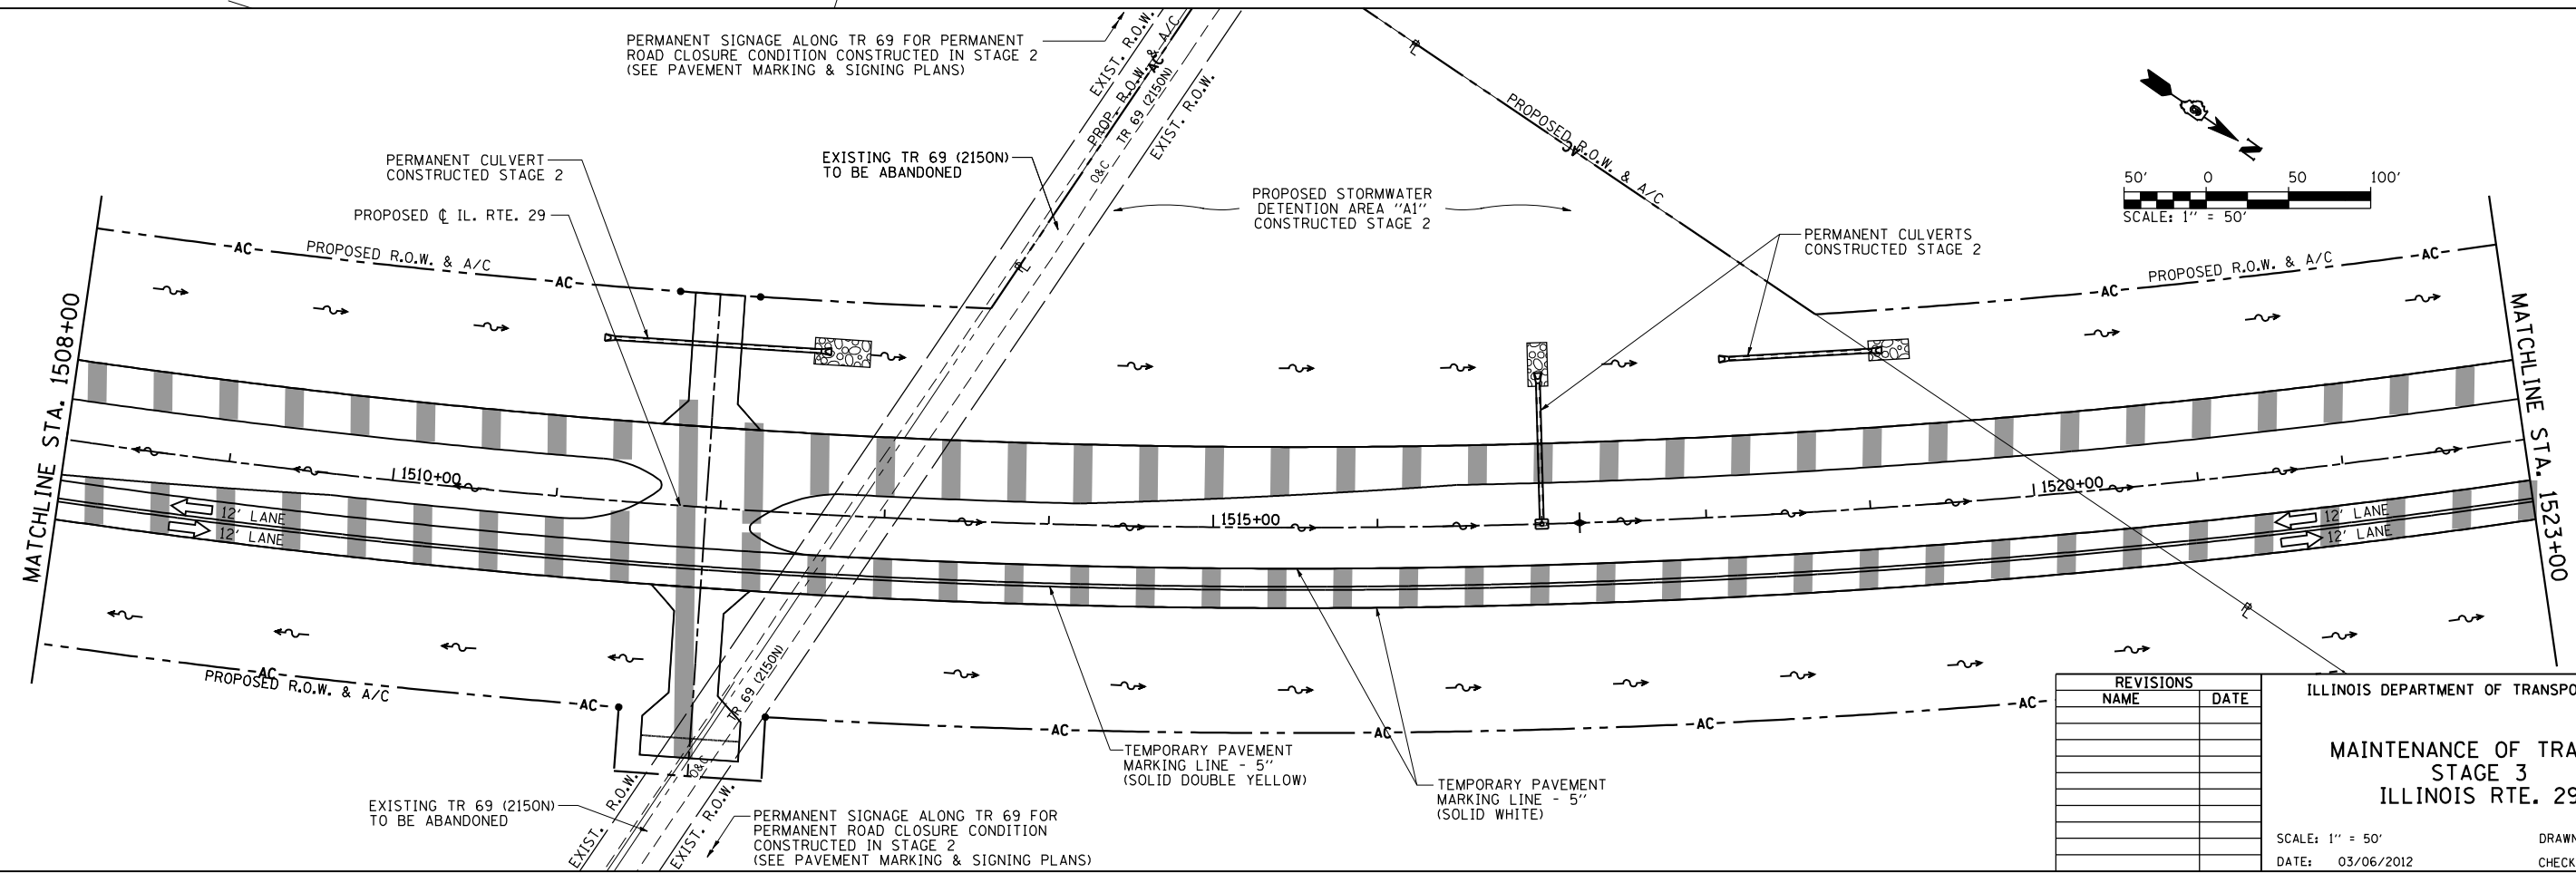 PERMANENT SIGNAGE ALONG TR 69 FOR PERMANENT
ROAD CLOSURE CONDITION CONSTRUCTED IN STAGE 2
(SEE PAVEMENT MARKING & SIGNING PLANS)
EXIST. R.O.W.
PROP. R.O.W. & A/C
AC
TR 69 (2150N)
O&C
EXIST. R.O.W.
PROPOSED R.O.W. & A/C
AC
N
50' 0 50 100'
SCALE: 1" = 50'
PERMANENT CULVERT
CONSTRUCTED STAGE 2
EXISTING TR 69 (2150N)
TO BE ABANDONED
PROPOSED ℄ IL. RTE. 29
PROPOSED STORMWATER
DETENTION AREA "A1"
CONSTRUCTED STAGE 2
PERMANENT CULVERTS
CONSTRUCTED STAGE 2
AC
PROPOSED R.O.W. & A/C
AC
AC
PROPOSED R.O.W. & A/C
AC
MATCHLINE STA. 1508+00
MATCHLINE STA. 1523+00
1510+00
1515+00
1520+00
12' LANE
12' LANE
12' LANE
12' LANE
AC
PROPOSED R.O.W. & A/C
AC
TR 69 (2150N)
O&C
AC
AC
AC
AC
TEMPORARY PAVEMENT
MARKING LINE - 5"
(SOLID DOUBLE YELLOW)
TEMPORARY PAVEMENT
MARKING LINE - 5"
(SOLID WHITE)
EXISTING TR 69 (2150N)
TO BE ABANDONED
EXIST. R.O.W.
EXIST. R.O.W.
PERMANENT SIGNAGE ALONG TR 69 FOR
PERMANENT ROAD CLOSURE CONDITION
CONSTRUCTED IN STAGE 2
(SEE PAVEMENT MARKING & SIGNING PLANS)
REVISIONS
NAME DATE
ILLINOIS DEPARTMENT OF TRANSPO
MAINTENANCE OF TRA
STAGE 3
ILLINOIS RTE. 29
SCALE: 1" = 50'
DRAWN
DATE: 03/06/2012
CHECK